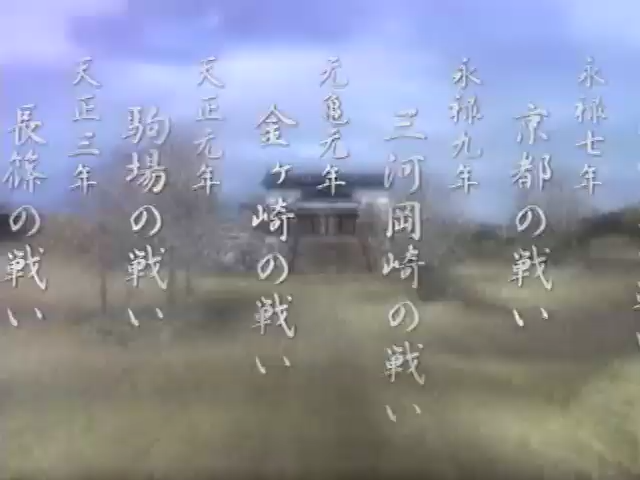 永禄七年
京都の戦い
永禄九年
三河岡崎の戦い
元亀元年
金ヶ崎の戦い
天正元年
駒場の戦い
天正三年
長篠の戦い